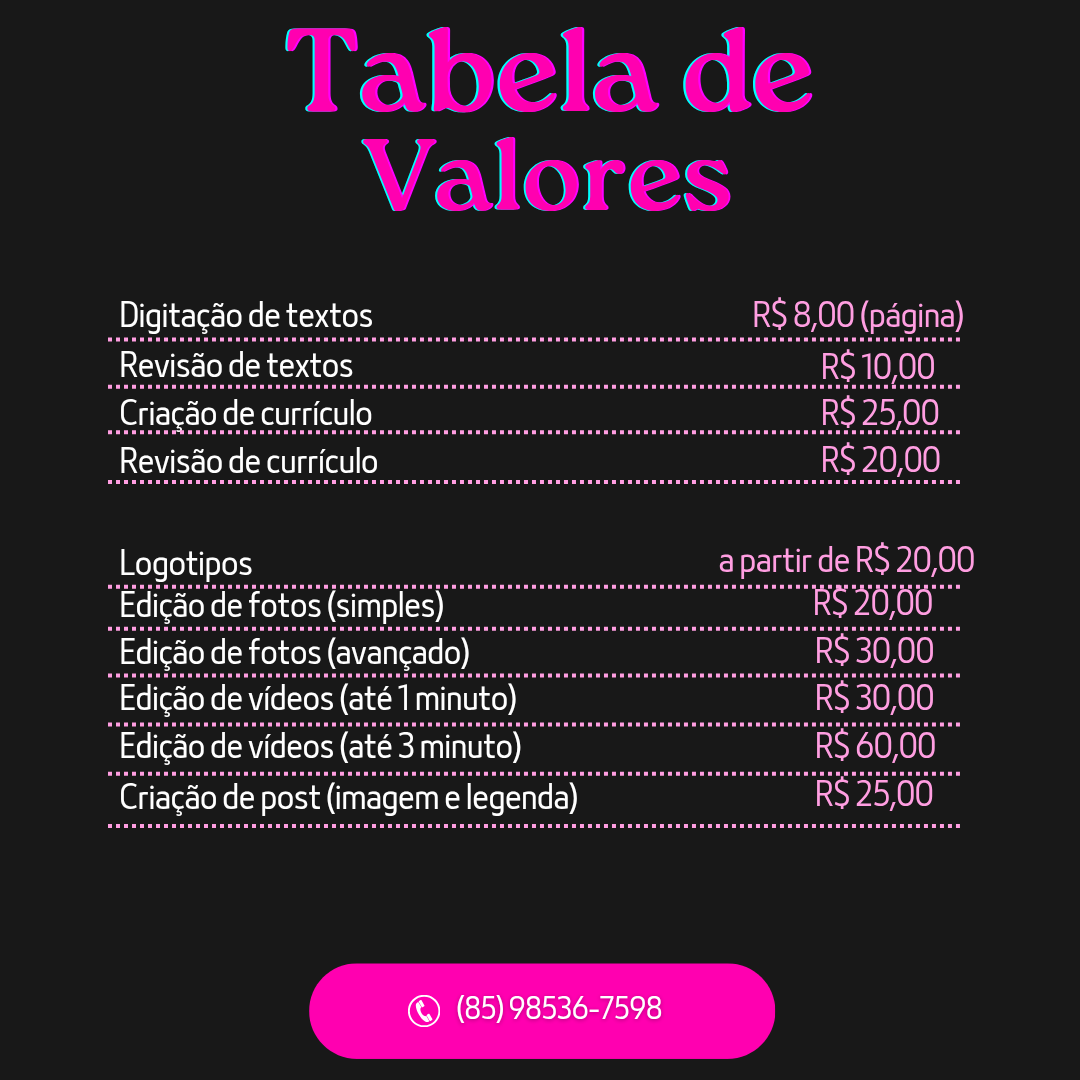 Tabela de
Valores
Digitação de textos R$ 8,00 (página)
Revisão de textos R$ 10,00
Criação de currículo R$ 25,00
Revisão de currículo R$ 20,00
Logotipos a partir de R$ 20,00
Edição de fotos (simples) R$ 20,00
Edição de fotos (avançado) R$ 30,00
Edição de vídeos (até 1 minuto) R$ 30,00
Edição de vídeos (até 3 minuto) R$ 60,00
Criação de post (imagem e legenda) R$ 25,00
(85) 98536-7598